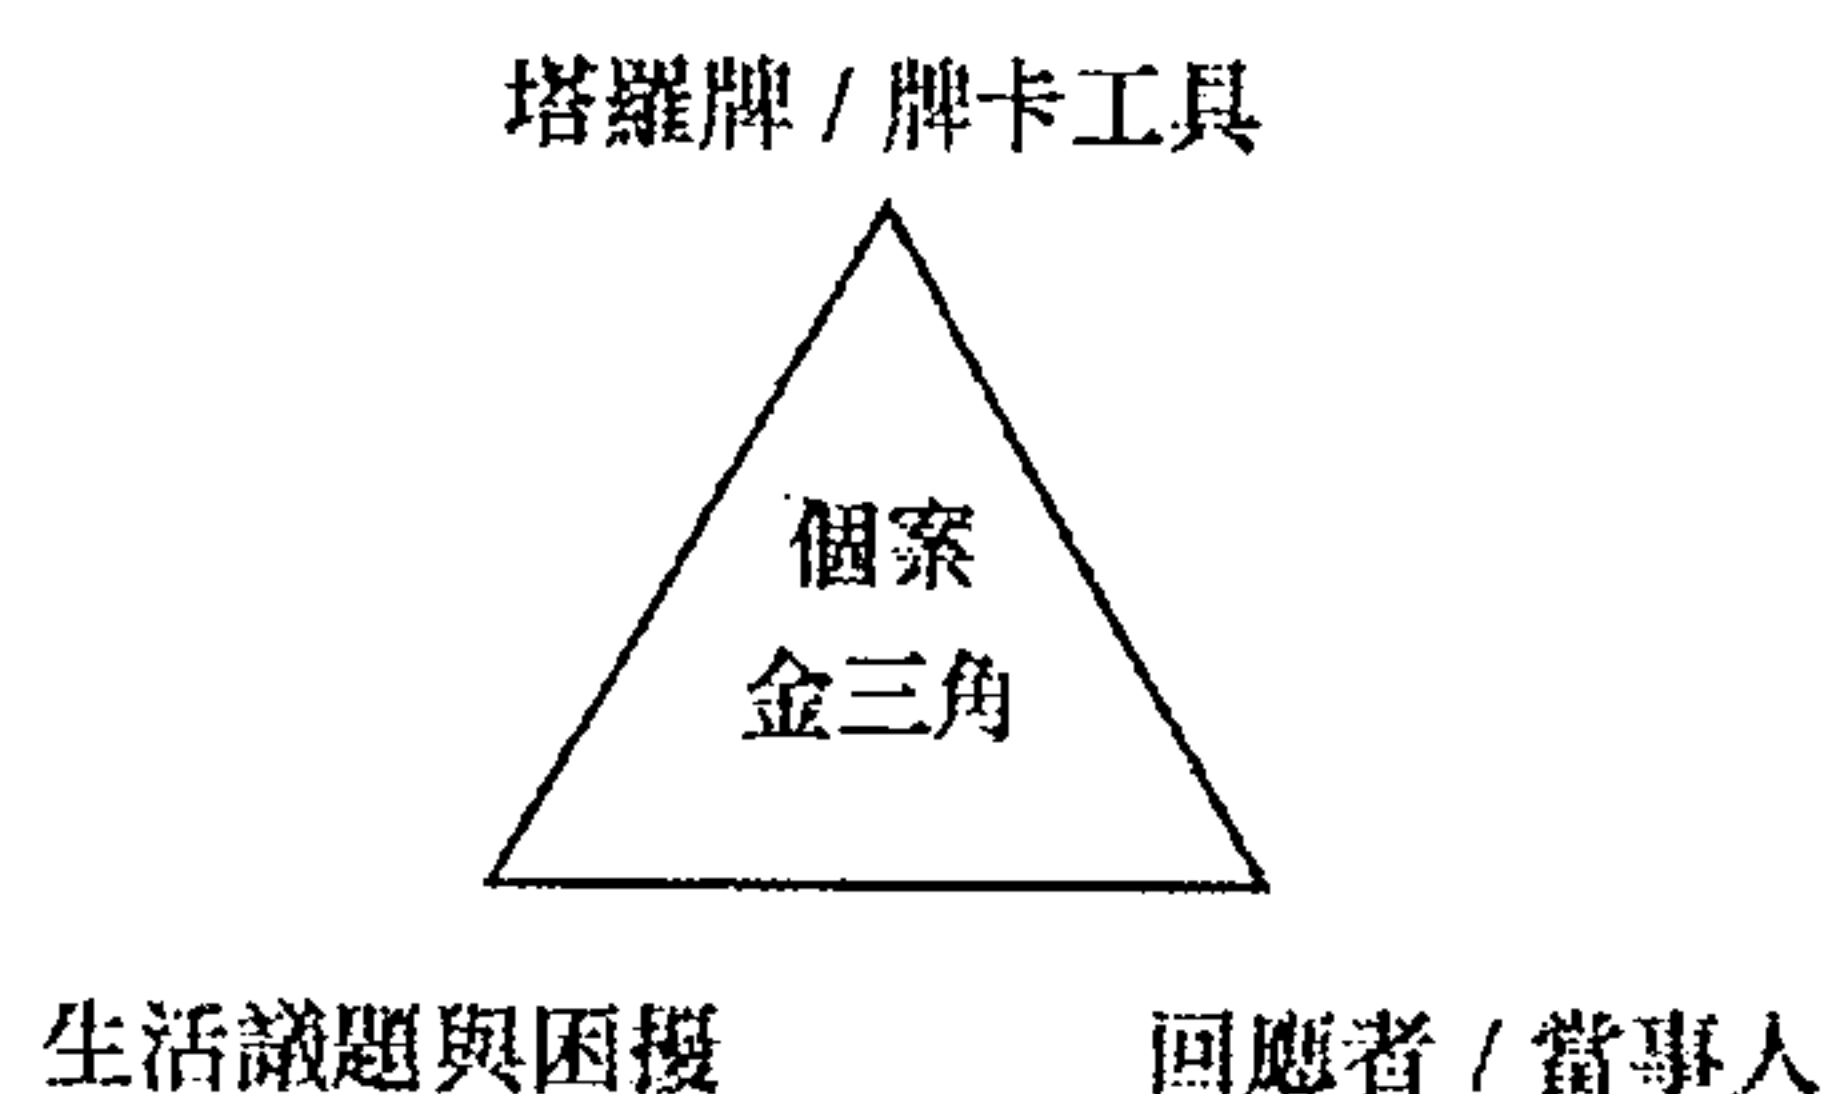 塔羅牌 / 牌卡工具
個案
金三角
生活議題與困擾
回應者 / 當事人